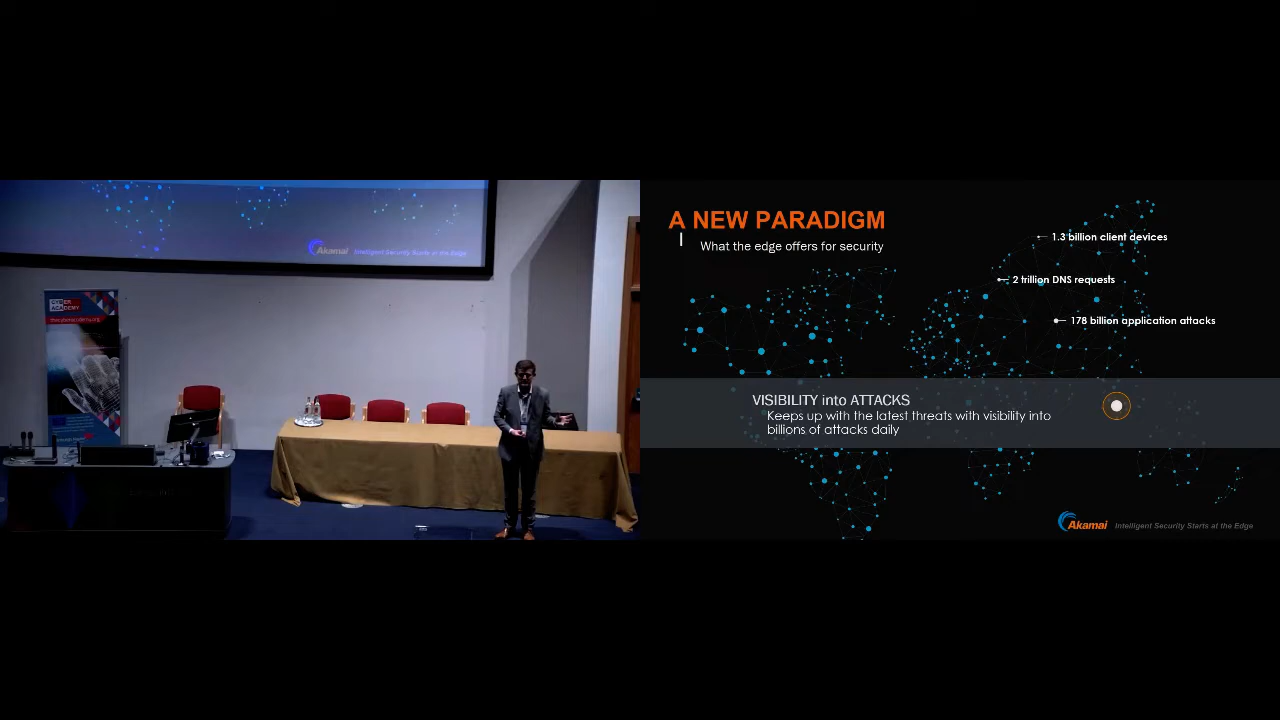 Akamai Intelligent Security Starts at the Edge
CYBER
ACADEMY
A NEW PARADIGM
What the edge offers for security
1.3 billion client devices
2 trillion DNS requests
178 billion application attacks
VISIBILITY into ATTACKS
Keeps up with the latest threats with visibility into
billions of attacks daily
Akamai Intelligent Security Starts at the Edge